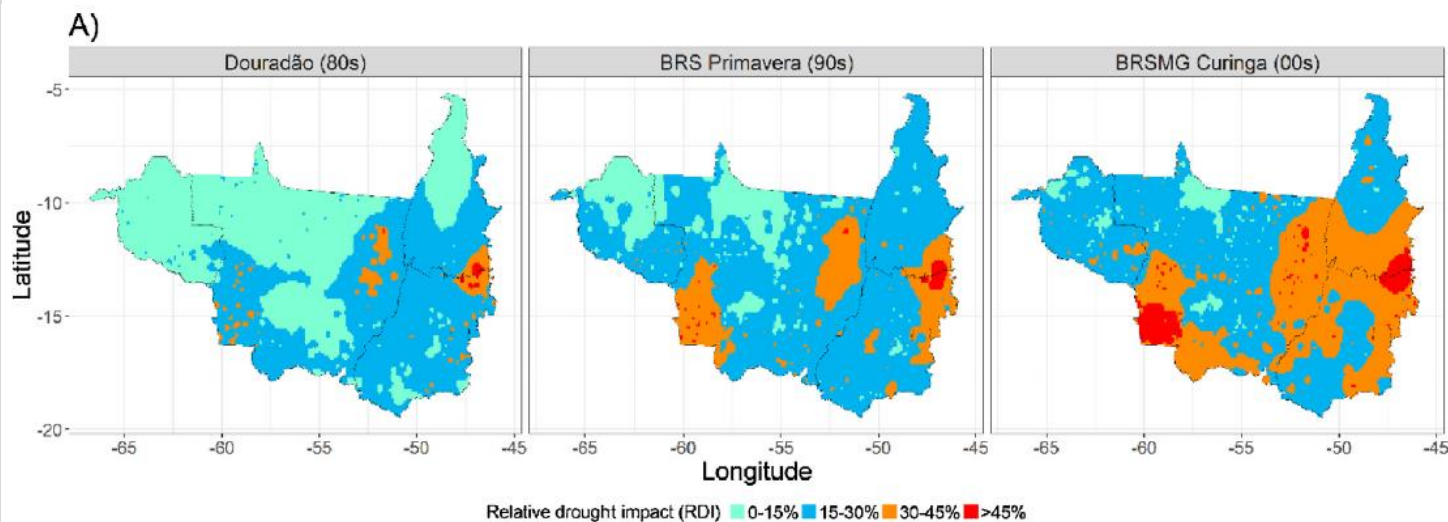 A)
Douradão (80s) BRS Primavera (90s) BRSMG Curinga (00s)
-5
-10
-15
-20
Latitude
-65 -60 -55 -50 -45 -65 -60 -55 -50 -45 -65 -60 -55 -50 -45
Longitude
Relative drought impact (RDI) 0-15% 15-30% 30-45% >45%